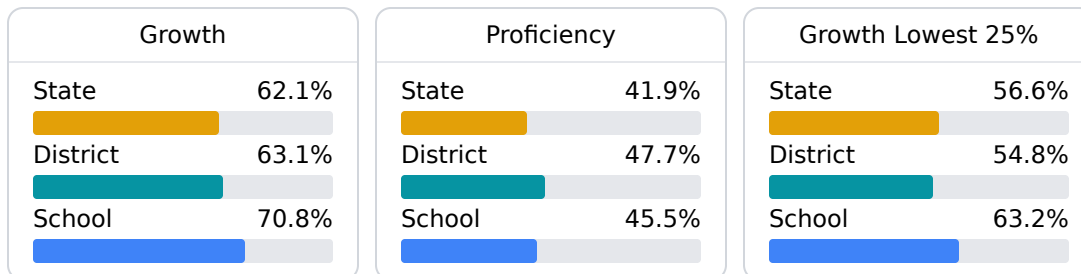 Growth
State 62.1%
District 63.1%
School 70.8%
Proficiency
State 41.9%
District 47.7%
School 45.5%
Growth Lowest 25%
State 56.6%
District 54.8%
School 63.2%